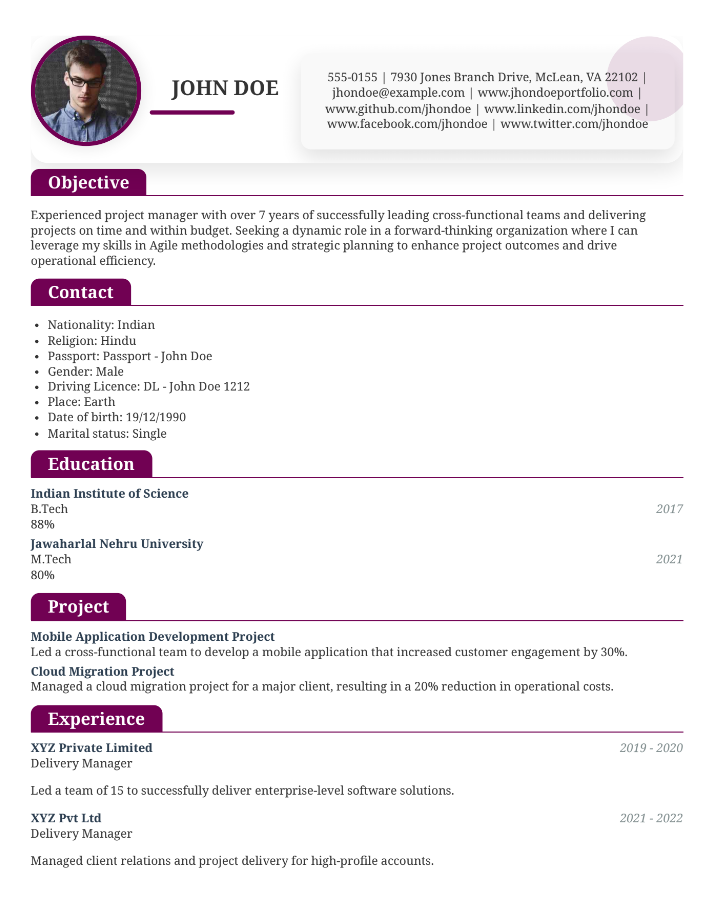 JOHN DOE
555-0155 | 7930 Jones Branch Drive, McLean, VA 22102 |
jhondoe@example.com | www.jhondoeportfolio.com |
www.github.com/jhondoe | www.linkedin.com/jhondoe |
www.facebook.com/jhondoe | www.twitter.com/jhondoe
Objective
Experienced project manager with over 7 years of successfully leading cross-functional teams and delivering
projects on time and within budget. Seeking a dynamic role in a forward-thinking organization where I can
leverage my skills in Agile methodologies and strategic planning to enhance project outcomes and drive
operational efficiency.
Contact
• Nationality: Indian
• Religion: Hindu
• Passport: Passport - John Doe
• Gender: Male
• Driving Licence: DL - John Doe 1212
• Place: Earth
• Date of birth: 19/12/1990
• Marital status: Single
Education
Indian Institute of Science
B.Tech 2017
88%
Jawaharlal Nehru University
M.Tech 2021
80%
Project
Mobile Application Development Project
Led a cross-functional team to develop a mobile application that increased customer engagement by 30%.
Cloud Migration Project
Managed a cloud migration project for a major client, resulting in a 20% reduction in operational costs.
Experience
XYZ Private Limited 2019 - 2020
Delivery Manager
Led a team of 15 to successfully deliver enterprise-level software solutions.
XYZ Pvt Ltd 2021 - 2022
Delivery Manager
Managed client relations and project delivery for high-profile accounts.